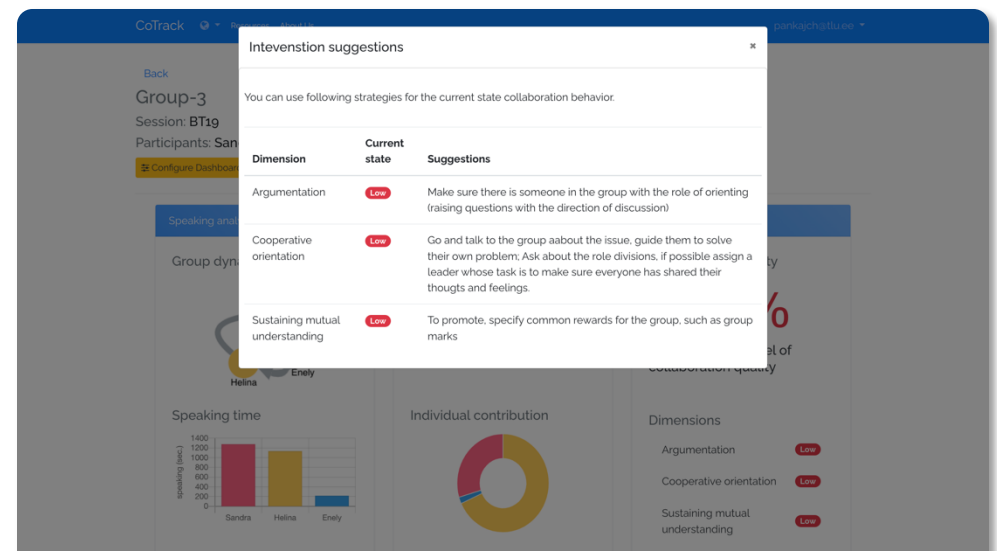 CoTrack
Resources About Us
pankajch@tlu.ee
Intevenstion suggestions
×
Back
Group-3
Session: BT19
Participants: San
Configure Dashboar
You can use following strategies for the current state collaboration behavior.
Dimension
Current
state
Suggestions
Argumentation
Low
Make sure there is someone in the group with the role of orienting
(raising questions with the direction of discussion)
Cooperative
orientation
Low
Go and talk to the group aabout the issue, guide them to solve
their own problem; Ask about the role divisions, if possible assign a
leader whose task is to make sure everyone has shared their
thougts and feelings.
Sustaining mutual
understanding
Low
To promote, specify common rewards for the group, such as group
marks
Speaking anal
Group dyn
ty
%
el of
collaboration quality
Helina
Enely
Speaking time
speaking (sec.)
1400
1200
1000
800
600
400
200
0
Sandra Helina Enely
Individual contribution
Dimensions
Argumentation
Low
Cooperative orientation
Low
Sustaining mutual
understanding
Low